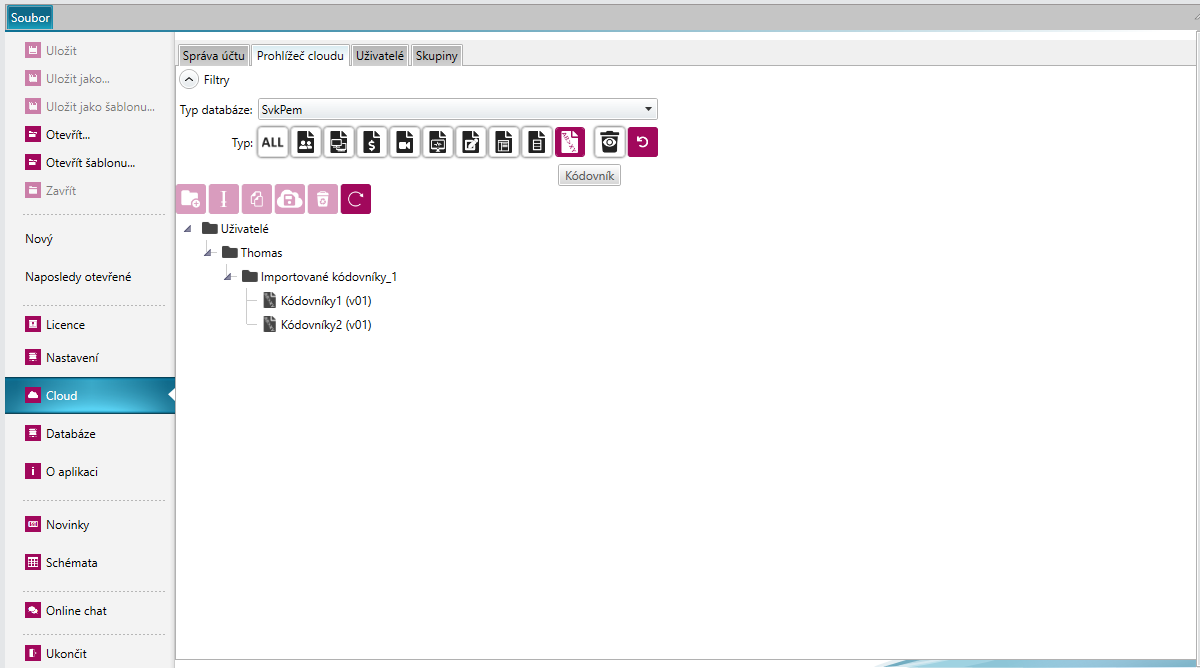 Soubor
Uložit
Uložit jako...
Uložit jako šablonu...
Otevřít...
Otevřít šablonu...
Zavřít
Nový
Naposledy otevřené
Licence
Nastavení
Cloud
Databáze
O aplikaci
Novinky
Schémata
Online chat
Ukončit
Správa účtu Prohlížeč cloudu Uživatelé Skupiny
Filtry
Typ databáze: SvkPem
Typ: ALL
Kódovník
Uživatelé
Thomas
Importované kódovníky_1
Kódovníky1 (v01)
Kódovníky2 (v01)